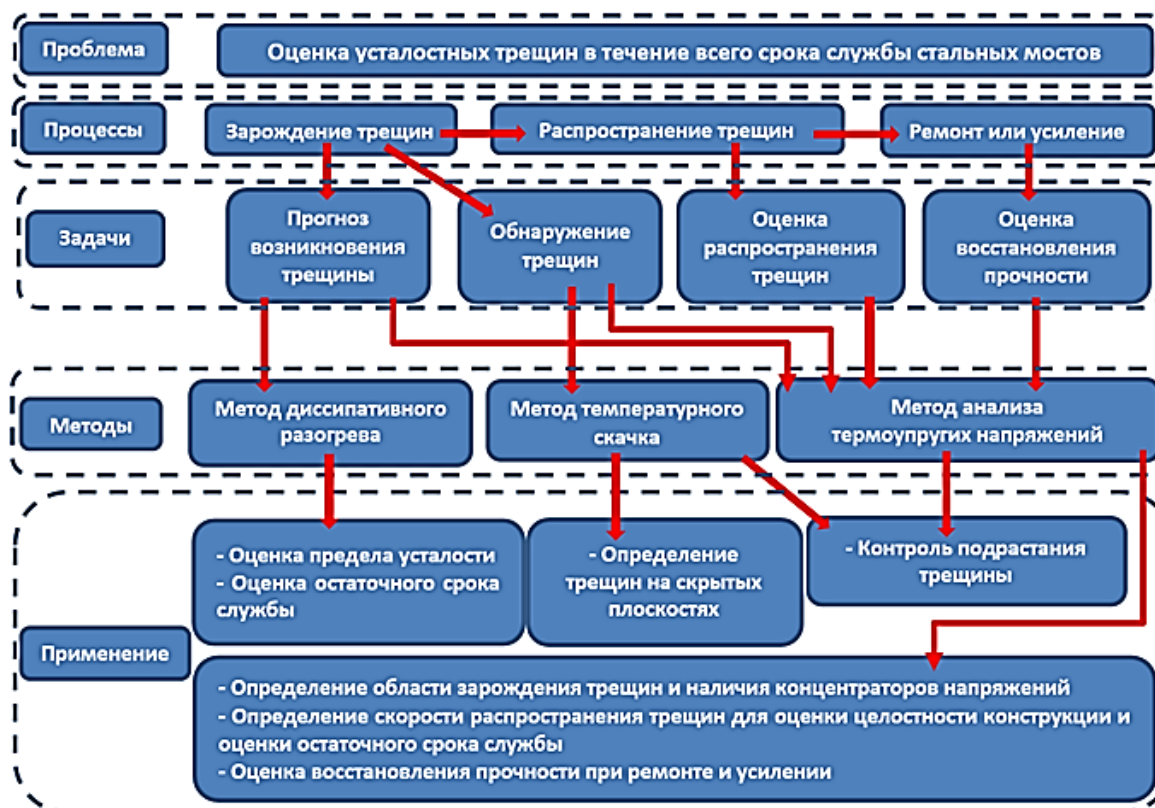 Проблема
Оценка усталостных трещин в течение всего срока службы стальных мостов
Процессы
Зарождение трещин
Распространение трещин
Ремонт или усиление
Задачи
Прогноз
возникновения
трещины
Обнаружение
трещин
Оценка
распространения
трещин
Оценка
восстановления
прочности
Методы
Метод диссипативного
разогрева
Метод температурного
скачка
Метод анализа
термоупругих напряжений
Применение
- Оценка предела усталости
- Оценка остаточного срока
службы
- Определение
трещин на скрытых
плоскостях
- Контроль подрастания
трещины
- Определение области зарождения трещин и наличия концентраторов напряжений
- Определение скорости распространения трещин для оценки целостности конструкции и
оценки остаточного срока службы
- Оценка восстановления прочности при ремонте и усилении